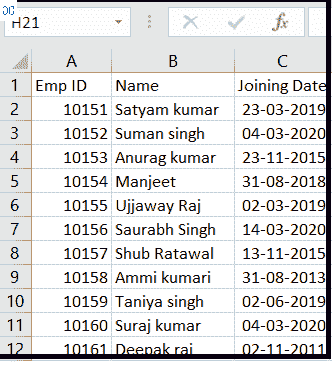 H21 fx
A B C
1 Emp ID Name Joining Date
2 10151 Satyam kumar 23-03-2019
3 10152 Suman singh 04-03-2020
4 10153 Anurag kumar 23-11-2015
5 10154 Manjeet 31-08-2018
6 10155 Ujjaway Raj 02-03-2019
7 10156 Saurabh Singh 14-03-2020
8 10157 Shub Ratawal 13-11-2015
9 10158 Ammi kumari 31-08-2013
10 10159 Taniya singh 02-06-2019
11 10160 Suraj kumar 04-03-2020
12 10161 Deepak rai 02-11-2011